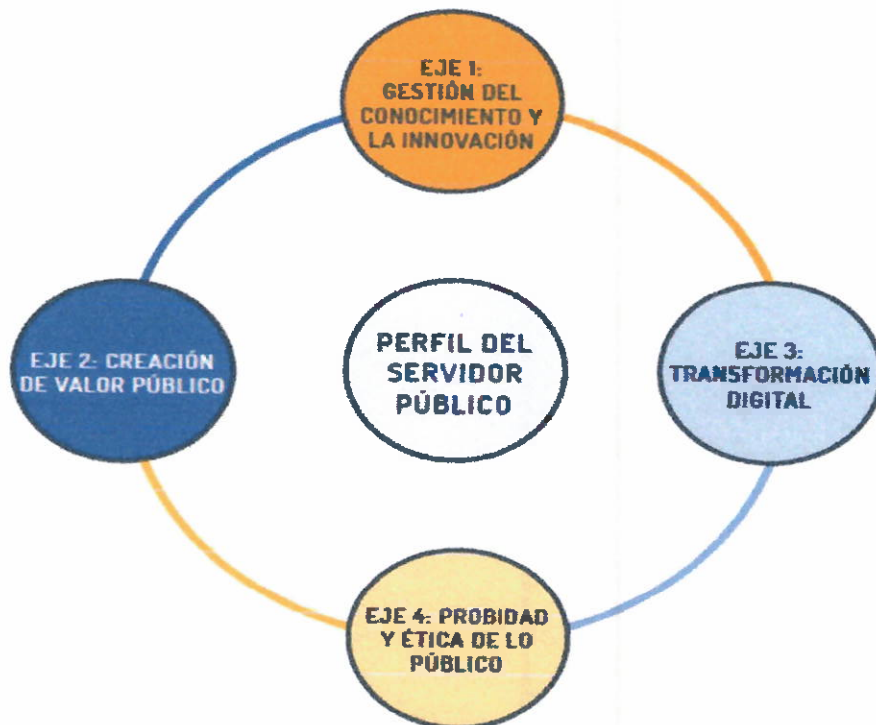 EJE 1:
GESTIÓN DEL
CONOCIMIENTO Y
LA INNOVACIÓN
EJE 2: CREACIÓN
DE VALOR PÚBLICO
PERFIL DEL
SERVIDOR
PÚBLICO
EJE 3:
TRANSFORMACIÓN
DIGITAL
EJE 4: PROBIDAD
Y ÉTICA DE LO
PÚBLICO